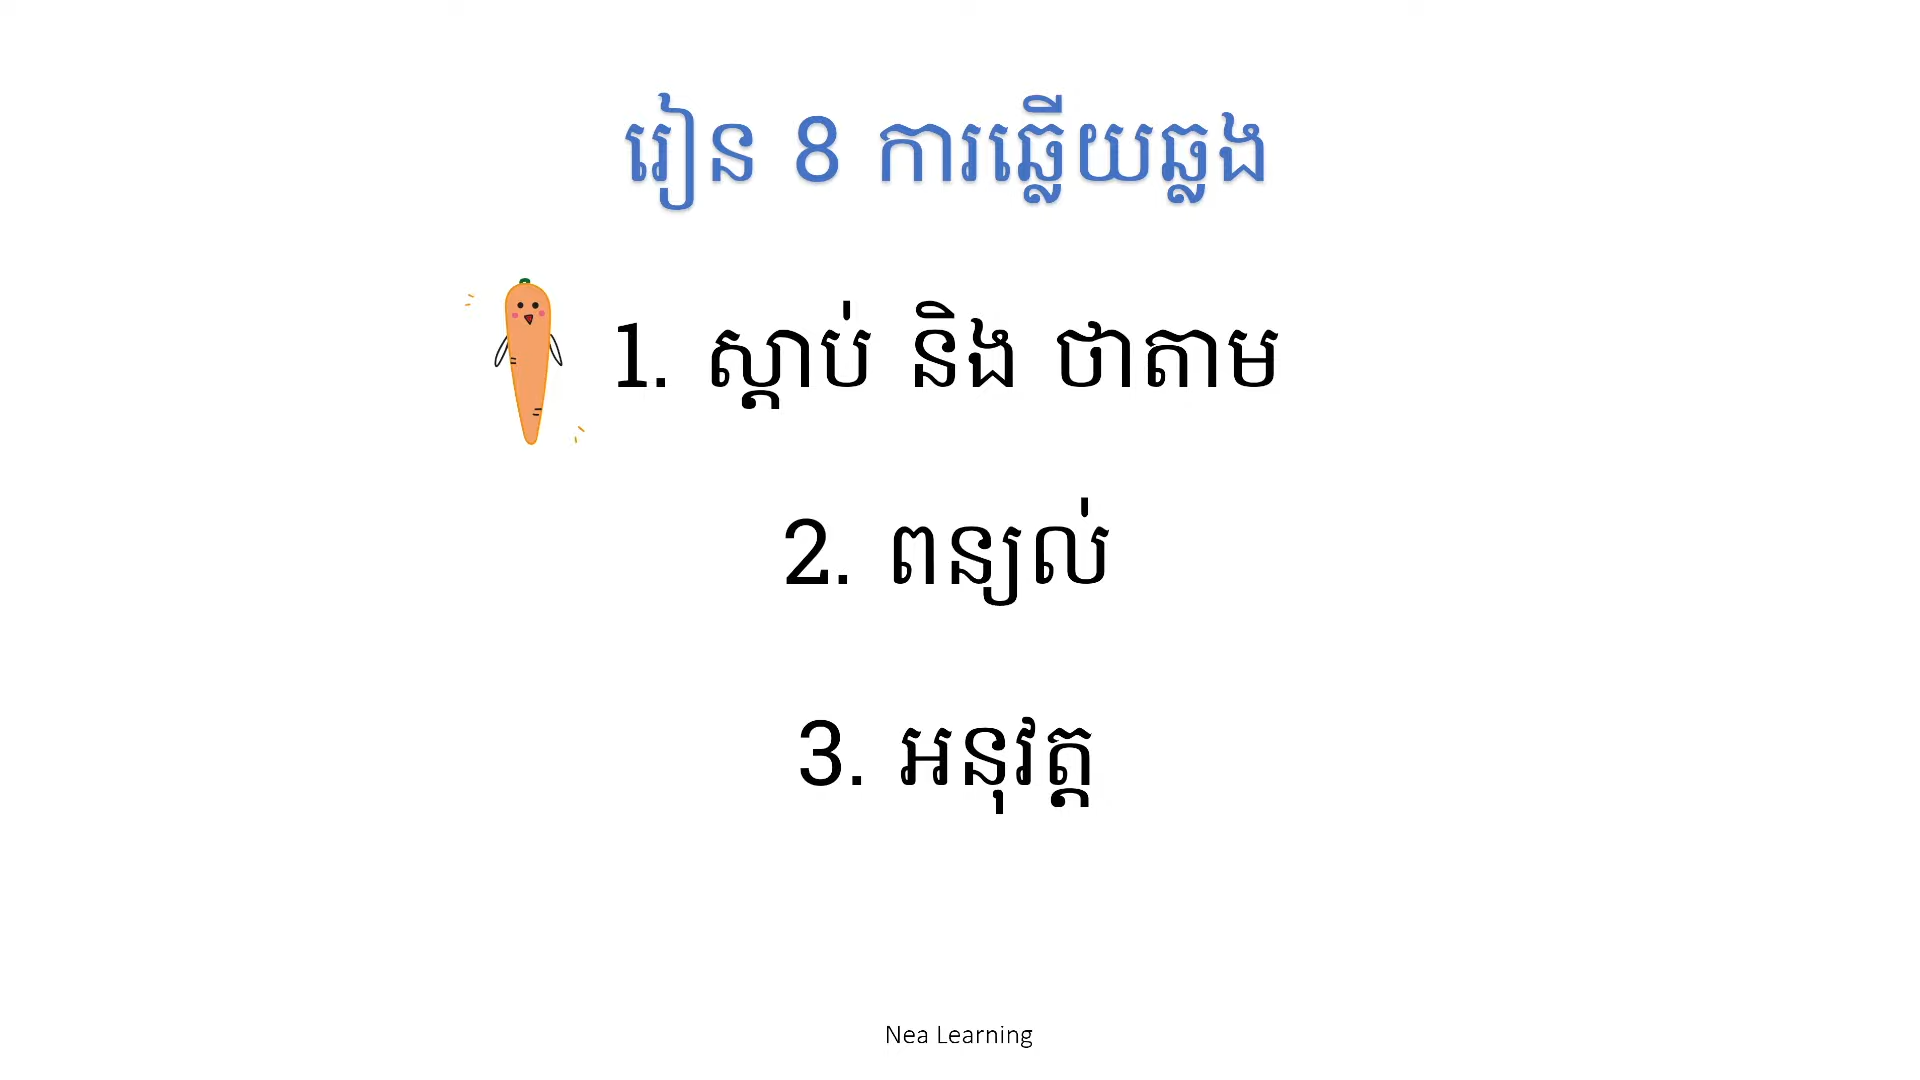 រៀន 8 ការឆ្លើយឆ្លង
1. ស្តាប់ និង ថាតាម
2. ពន្យល់
3. អនុវត្ត
Nea Learning